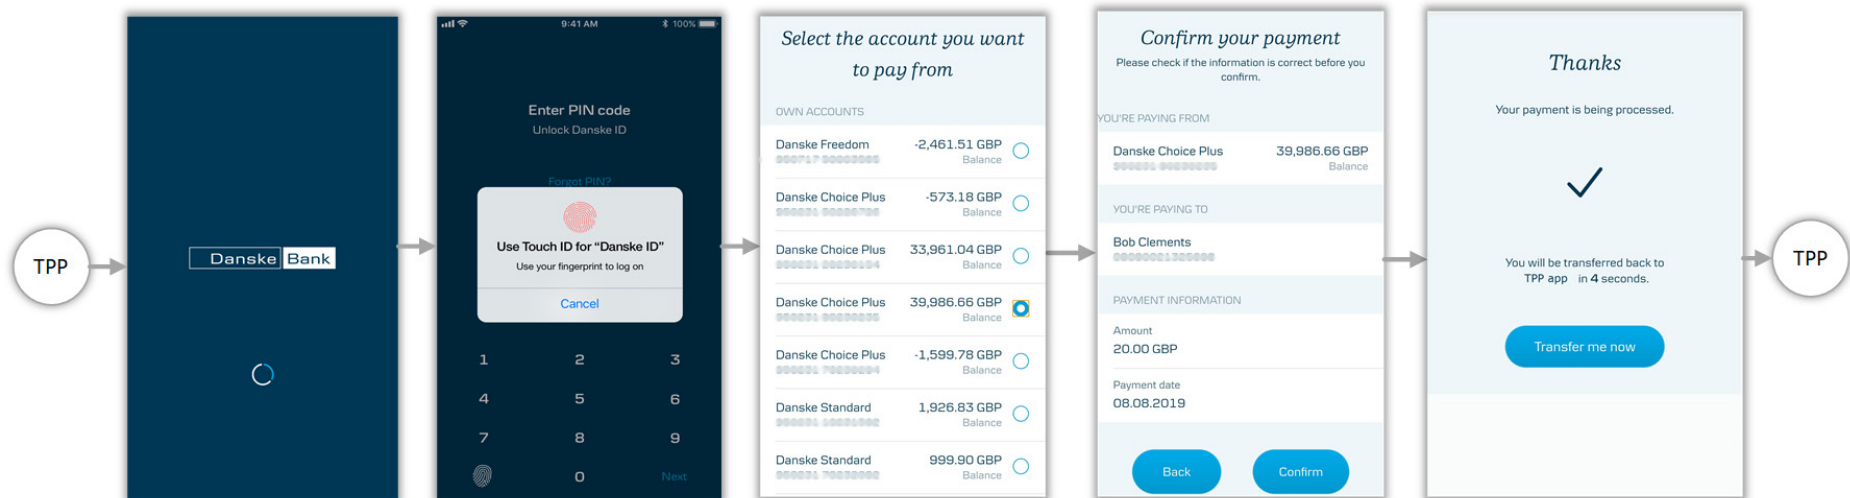 TPP
Danske Bank
9:41 AM
100%
Enter PIN code
Unlock Danske ID
Forgot PIN?
Use Touch ID for “Danske ID”
Use your fingerprint to log on
Cancel
1 2 3
4 5 6
7 8 9
0 Next
Select the account you want
to pay from
OWN ACCOUNTS
Danske Freedom -2,461.51 GBP
Balance
Danske Choice Plus -573.18 GBP
Balance
Danske Choice Plus 33,961.04 GBP
Balance
Danske Choice Plus 39,986.66 GBP
Balance
Danske Choice Plus -1,599.78 GBP
Balance
Danske Standard 1,926.83 GBP
Balance
Danske Standard 999.90 GBP
Balance
Confirm your payment
Please check if the information is correct before you
confirm.
YOU'RE PAYING FROM
Danske Choice Plus 39,986.66 GBP
Balance
YOU'RE PAYING TO
Bob Clements
PAYMENT INFORMATION
Amount
20.00 GBP
Payment date
08.08.2019
Back Confirm
Thanks
Your payment is being processed.
You will be transferred back to
TPP app in 4 seconds.
Transfer me now
TPP